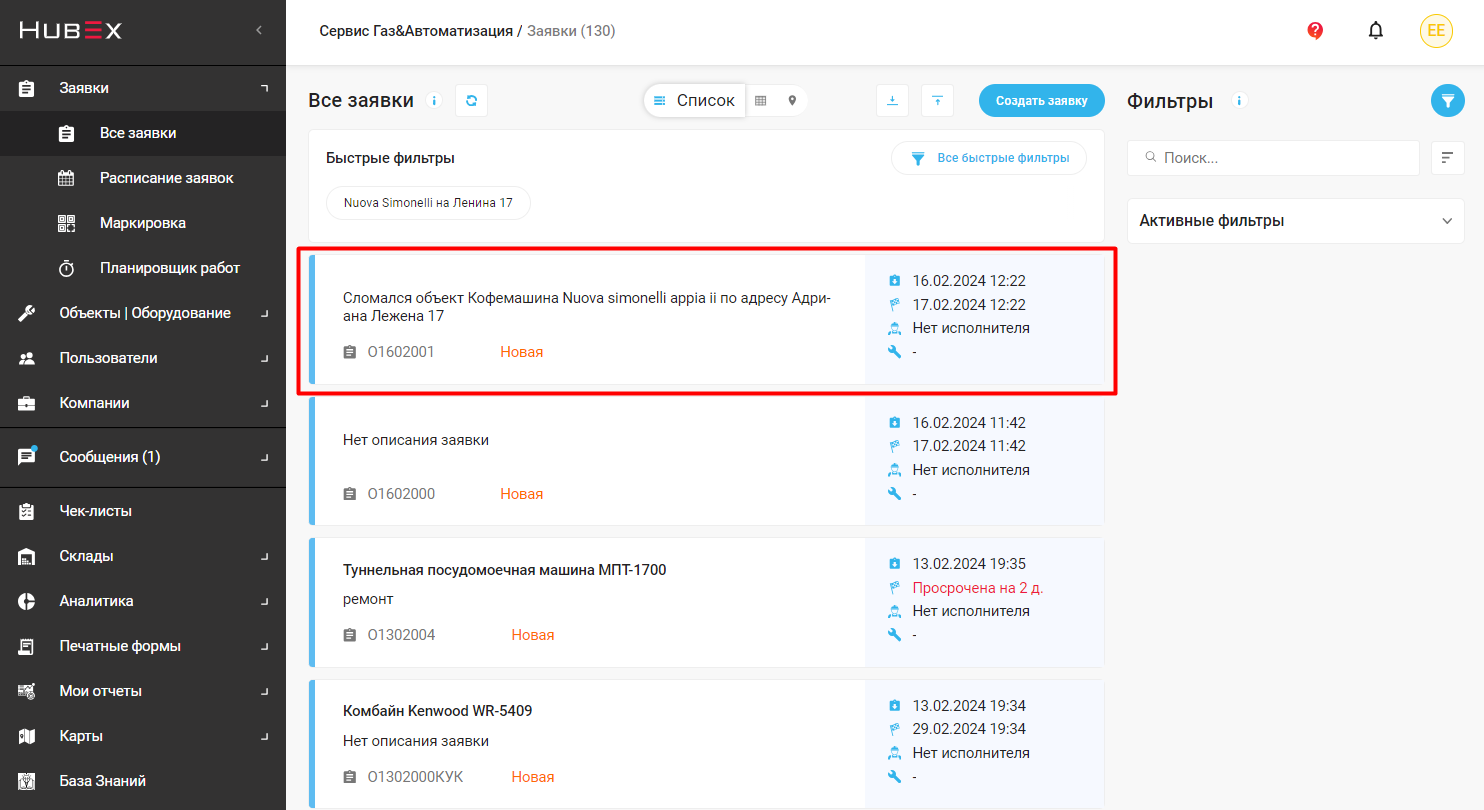 HUBEX
Заявки
Все заявки
Расписание заявок
Маркировка
Планировщик работ
Объекты | Оборудование
Пользователи
Компании
Сообщения (1)
Чек-листы
Склады
Аналитика
Печатные формы
Мои отчеты
Карты
База Знаний
Сервис Газ&Автоматизация / Заявки (130)
EE
Все заявки
Список
Создать заявку
Быстрые фильтры
Все быстрые фильтры
Nuova Simonelli на Ленина 17
Сломался объект Кофемашина Nuova simonelli appia ii по адресу Адри-
ана Лежена 17
О1602001 Новая
16.02.2024 12:22
17.02.2024 12:22
Нет исполнителя
-
Нет описания заявки
О1602000 Новая
16.02.2024 11:42
17.02.2024 11:42
Нет исполнителя
-
Туннельная посудомоечная машина МПТ-1700
ремонт
О1302004 Новая
13.02.2024 19:35
Просрочена на 2 д.
Нет исполнителя
-
Комбайн Kenwood WR-5409
Нет описания заявки
О1302000КУК Новая
13.02.2024 19:34
29.02.2024 19:34
Нет исполнителя
-
Фильтры
Поиск...
Активные фильтры